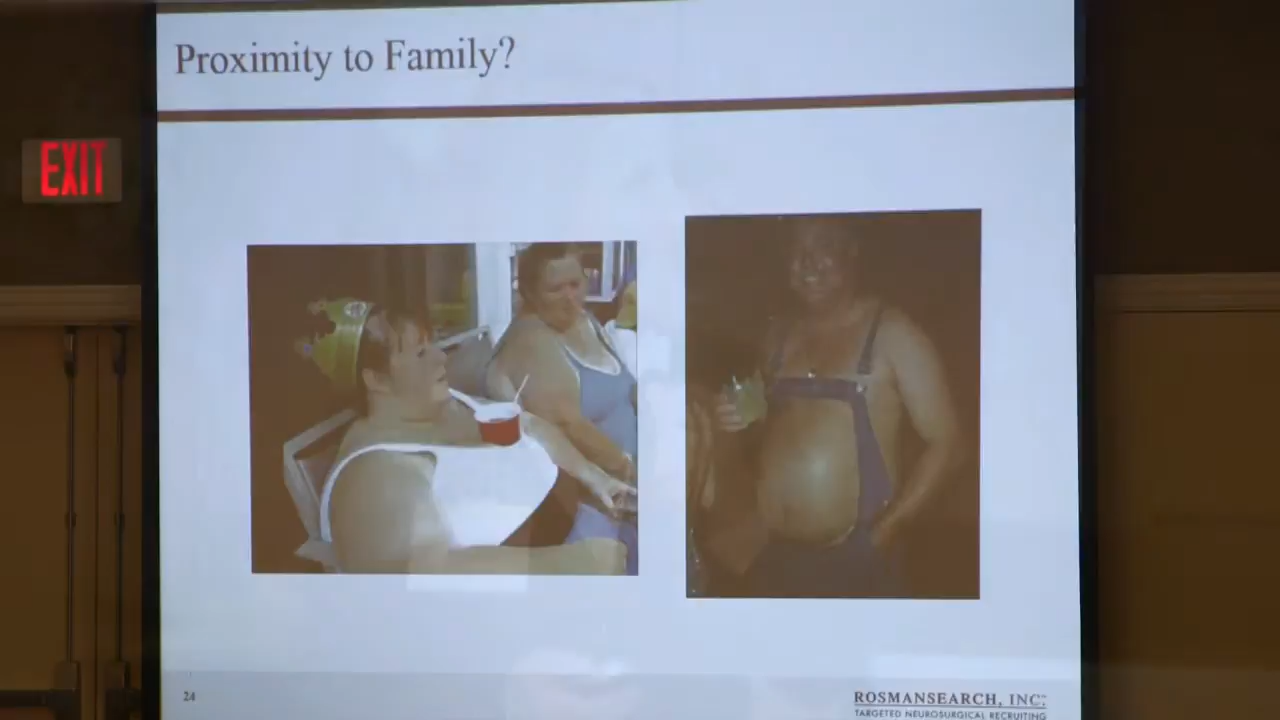 Proximity to Family?
EXIT
24
ROSMANSEARCH, INC.
TARGETED NEUROSURGICAL RECRUITING